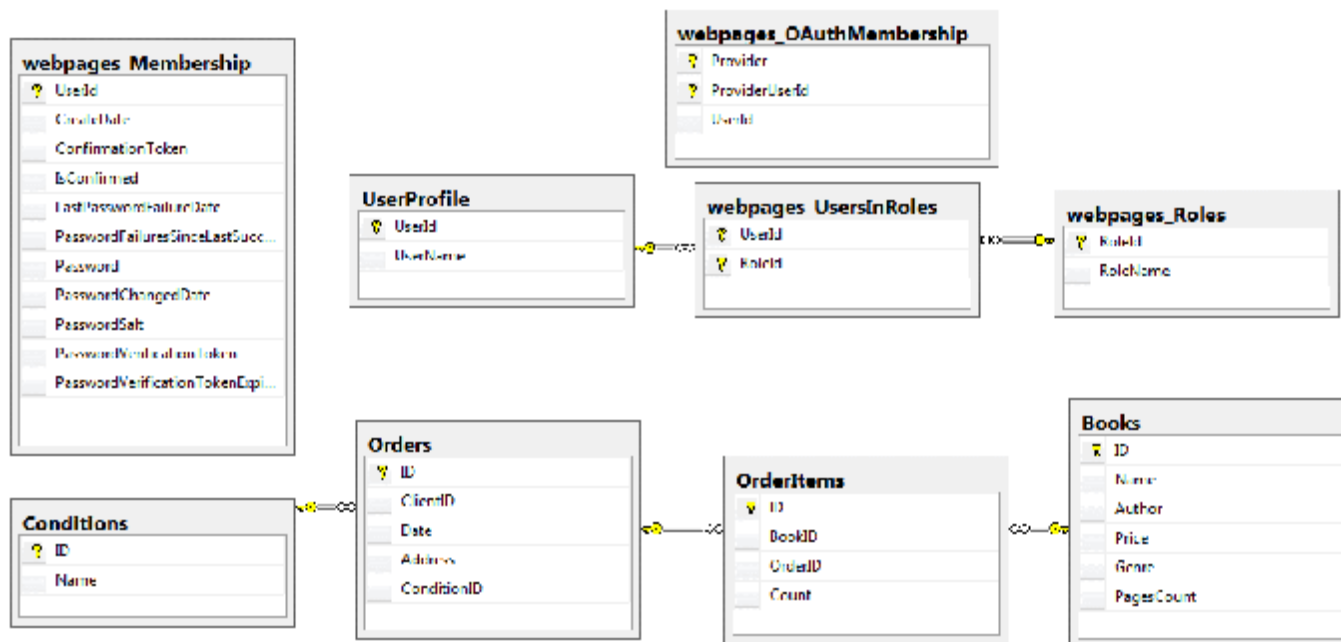 webpages_Membership
UserId
CreateDate
ConfirmationToken
IsConfirmed
LastPasswordFailureDate
PasswordFailuresSinceLastSucc...
Password
PasswordChangedDate
PasswordSalt
PasswordVerificationToken
PasswordVerificationTokenExpi...
webpages_OAuthMembership
Provider
ProviderUserId
UserId
UserProfile
UserId
UserName
webpages_UsersInRoles
UserId
RoleId
webpages_Roles
RoleId
RoleName
Conditions
ID
Name
Orders
ID
ClientID
Date
Address
ConditionID
OrderItems
ID
BookID
OrderID
Count
Books
ID
Name
Author
Price
Genre
PagesCount